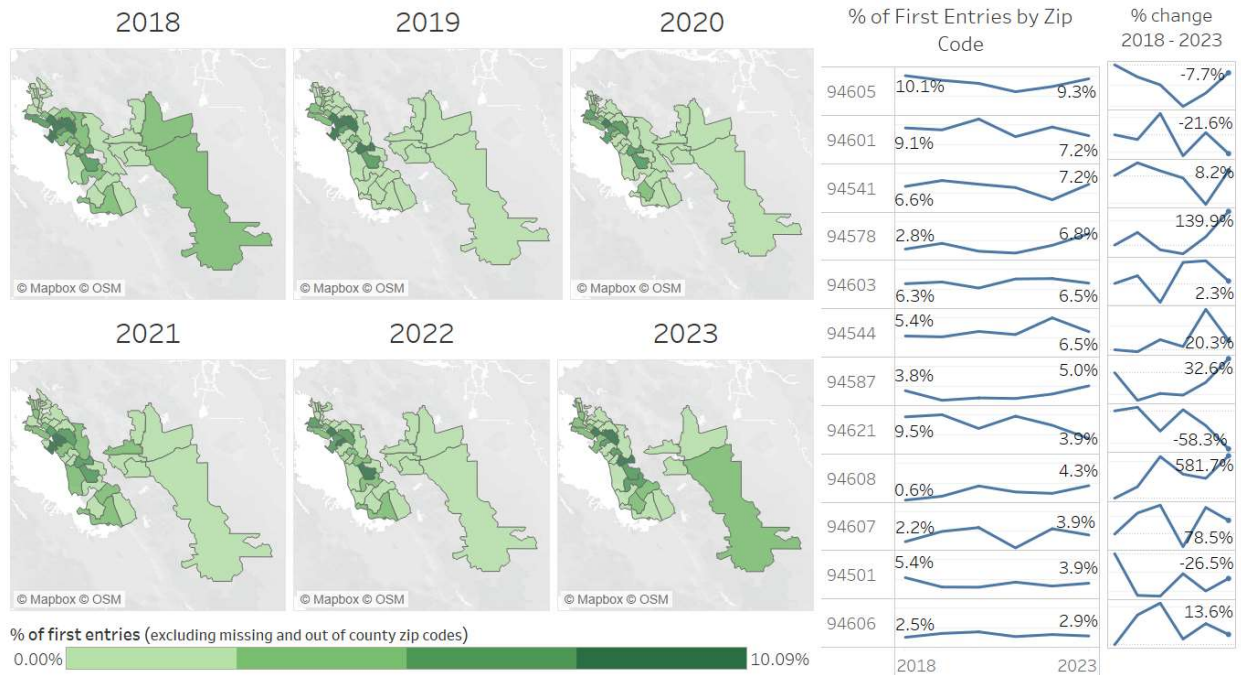 2018
2019
2020
© Mapbox © OSM
© Mapbox © OSM
© Mapbox © OSM
2021
2022
2023
© Mapbox © OSM
© Mapbox © OSM
© Mapbox © OSM
% of first entries (excluding missing and out of county zip codes)
0.00%
10.09%
% of First Entries by Zip
Code
% change
2018 - 2023
94605 10.1% 9.3% -7.7%
94601 9.1% 7.2% -21.6%
94541 6.6% 7.2% 8.2%
94578 2.8% 6.8% 139.9%
94603 6.3% 6.5% 2.3%
94544 5.4% 6.5% 20.3%
94587 3.8% 5.0% 32.6%
94621 9.5% 3.9% -58.3%
94608 0.6% 4.3% 581.7%
94607 2.2% 3.9% 78.5%
94501 5.4% 3.9% -26.5%
94606 2.5% 2.9% 13.6%
2018 2023